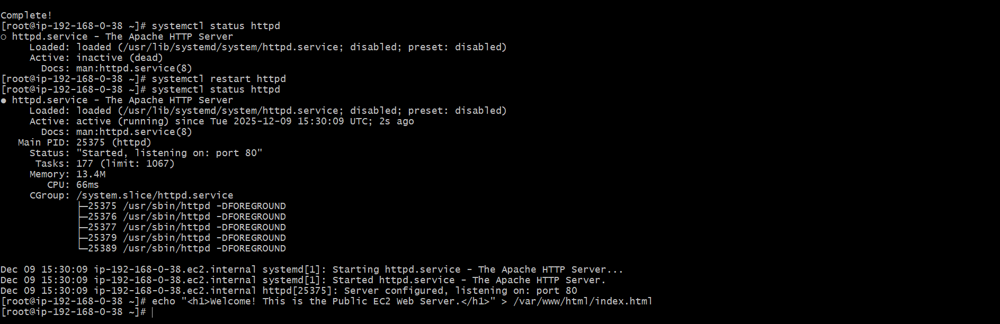 Complete!
[root@ip-192-168-0-38 ~]# systemctl status httpd
○ httpd.service - The Apache HTTP Server
     Loaded: loaded (/usr/lib/systemd/system/httpd.service; disabled; preset: disabled)
     Active: inactive (dead)
       Docs: man:httpd.service(8)
[root@ip-192-168-0-38 ~]# systemctl restart httpd
[root@ip-192-168-0-38 ~]# systemctl status httpd
● httpd.service - The Apache HTTP Server
     Loaded: loaded (/usr/lib/systemd/system/httpd.service; disabled; preset: disabled)
     Active: active (running) since Tue 2025-12-09 15:30:09 UTC; 2s ago
       Docs: man:httpd.service(8)
   Main PID: 25375 (httpd)
     Status: "Started, listening on: port 80"
      Tasks: 177 (limit: 1067)
     Memory: 13.4M
        CPU: 66ms
     CGroup: /system.slice/httpd.service
             ├─25375 /usr/sbin/httpd -DFOREGROUND
             ├─25376 /usr/sbin/httpd -DFOREGROUND
             ├─25377 /usr/sbin/httpd -DFOREGROUND
             ├─25379 /usr/sbin/httpd -DFOREGROUND
             └─25389 /usr/sbin/httpd -DFOREGROUND

Dec 09 15:30:09 ip-192-168-0-38.ec2.internal systemd[1]: Starting httpd.service - The Apache HTTP Server...
Dec 09 15:30:09 ip-192-168-0-38.ec2.internal systemd[1]: Started httpd.service - The Apache HTTP Server.
Dec 09 15:30:09 ip-192-168-0-38.ec2.internal httpd[25375]: Server configured, listening on: port 80
[root@ip-192-168-0-38 ~]# echo "<h1>Welcome! This is the Public EC2 Web Server.</h1>" > /var/www/html/index.html
[root@ip-192-168-0-38 ~]#